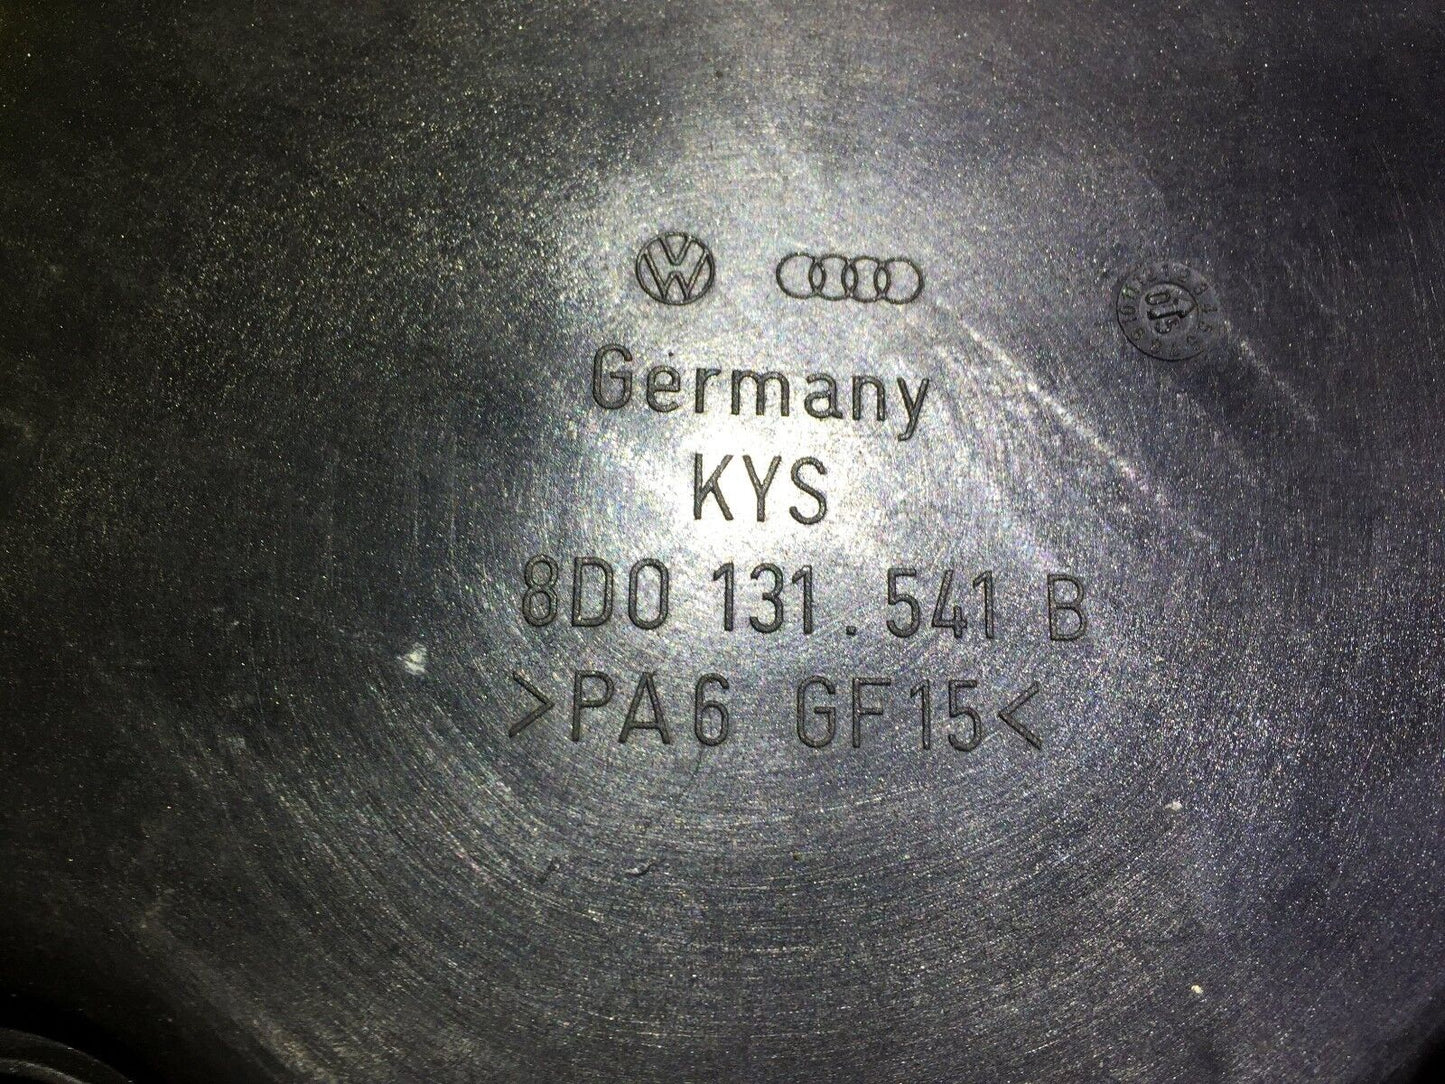 Germany
KYS
8D0 131.541 B
>PA6 GF15<